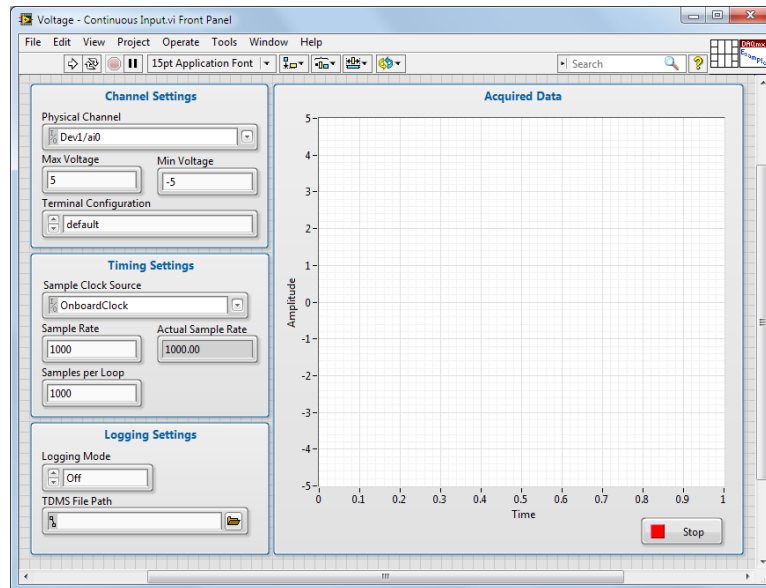 Voltage - Continuous Input.vi Front Panel
File Edit View Project Operate Tools Window Help
15pt Application Font
Search
DAQmx
Example
Channel Settings
Physical Channel
Dev1/ai0
Max Voltage Min Voltage
5 -5
Terminal Configuration
default
Timing Settings
Sample Clock Source
OnboardClock
Sample Rate Actual Sample Rate
1000 1000.00
Samples per Loop
1000
Logging Settings
Logging Mode
Off
TDMS File Path
Acquired Data
Amplitude
5
4
3
2
1
0
-1
-2
-3
-4
-5
0 0.1 0.2 0.3 0.4 0.5 0.6 0.7 0.8 0.9 1
Time
Stop